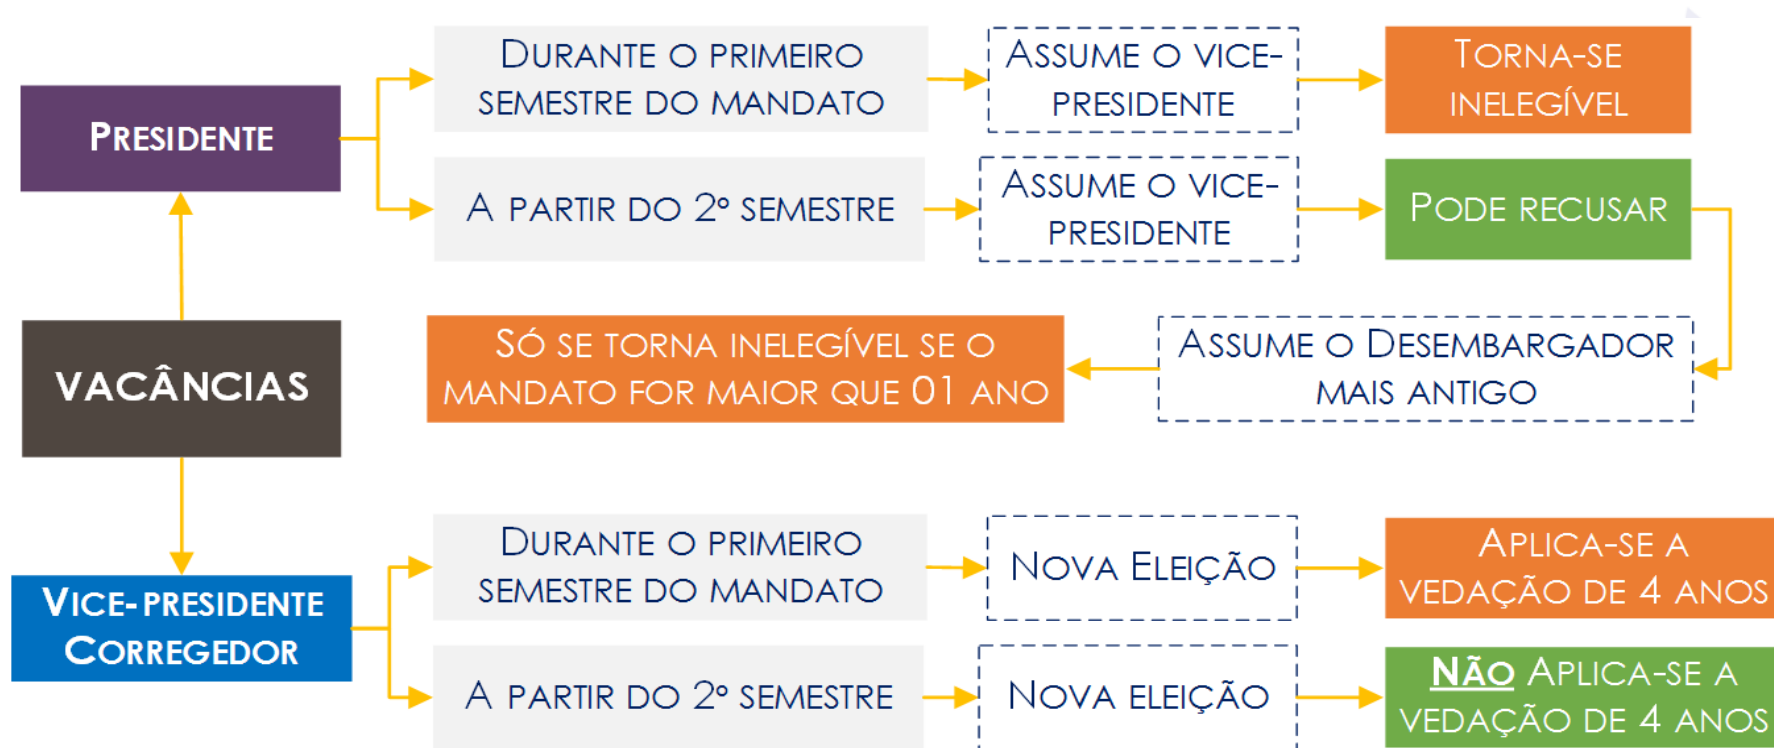 DURANTE O PRIMEIRO
SEMESTRE DO MANDATO
ASSUME O VICE-
PRESIDENTE
TORNA-SE
INELEGÍVEL
PRESIDENTE
A PARTIR DO 2º SEMESTRE
ASSUME O VICE-
PRESIDENTE
PODE RECUSAR
VACÂNCIAS
SÓ SE TORNA INELEGÍVEL SE O
MANDATO FOR MAIOR QUE 01 ANO
ASSUME O DESEMBARGADOR
MAIS ANTIGO
VICE-PRESIDENTE
CORREGEDOR
DURANTE O PRIMEIRO
SEMESTRE DO MANDATO
NOVA ELEIÇÃO
APLICA-SE A
VEDAÇÃO DE 4 ANOS
A PARTIR DO 2º SEMESTRE
NOVA ELEIÇÃO
NÃO APLICA-SE A
VEDAÇÃO DE 4 ANOS